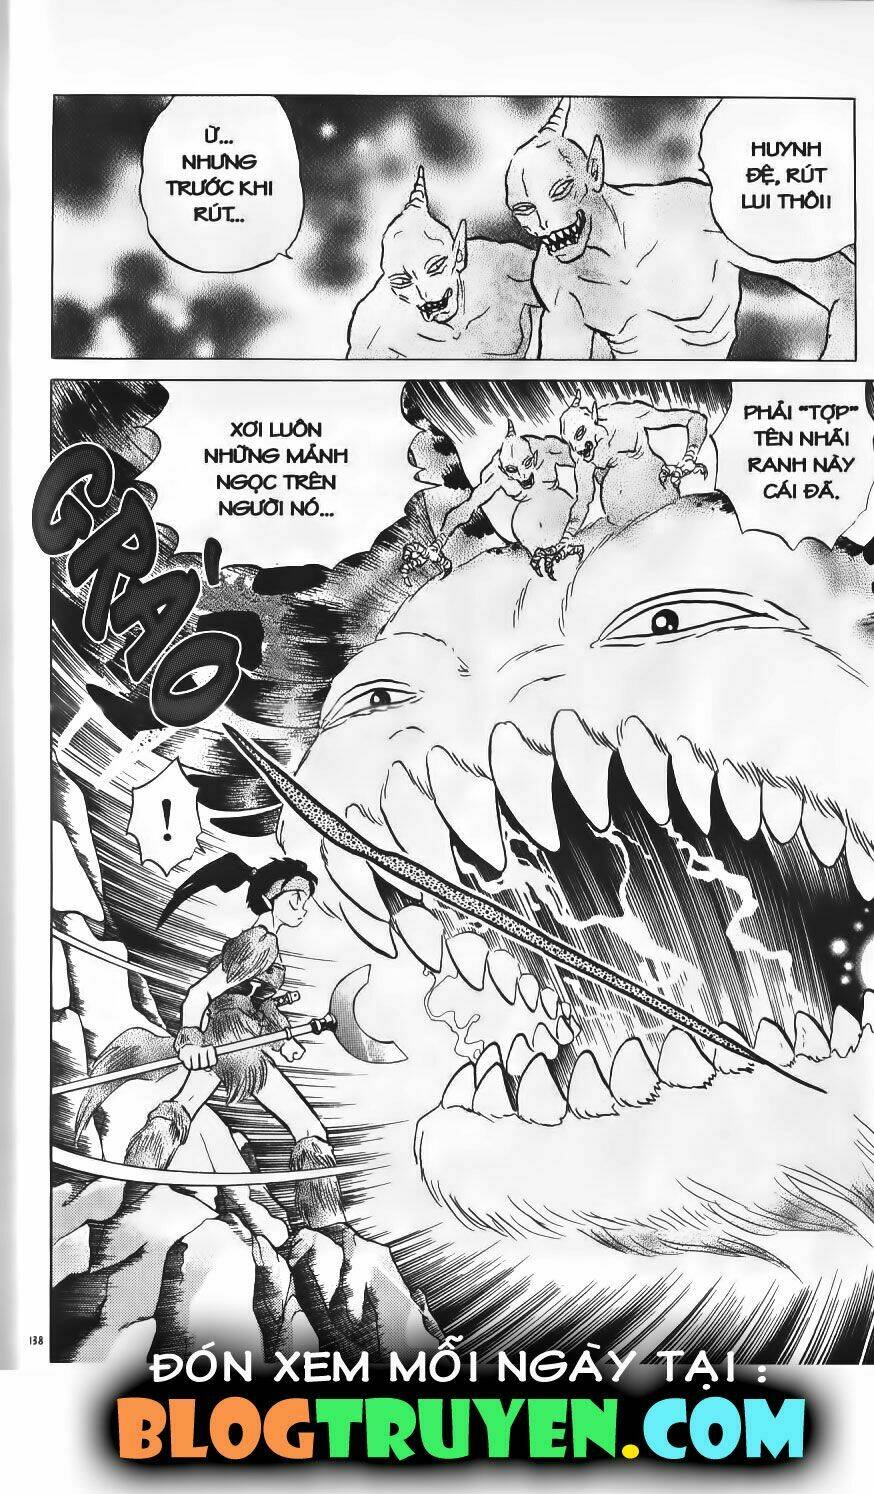 HUYNH
ĐỆ, RÚT
LUI THÔI!
Ừ...
NHƯNG
TRƯỚC KHI
RÚT...
PHẢI "TỢP"
TÊN NHÃI
RANH NÀY
CÁI ĐÃ.
XƠI LUÔN
NHỮNG MẢNH
NGỌC TRÊN
NGƯỜI NÓ...
GRÀO
!
138
ĐÓN XEM MỖI NGÀY TẠI :
BLOGTRUYEN.COM